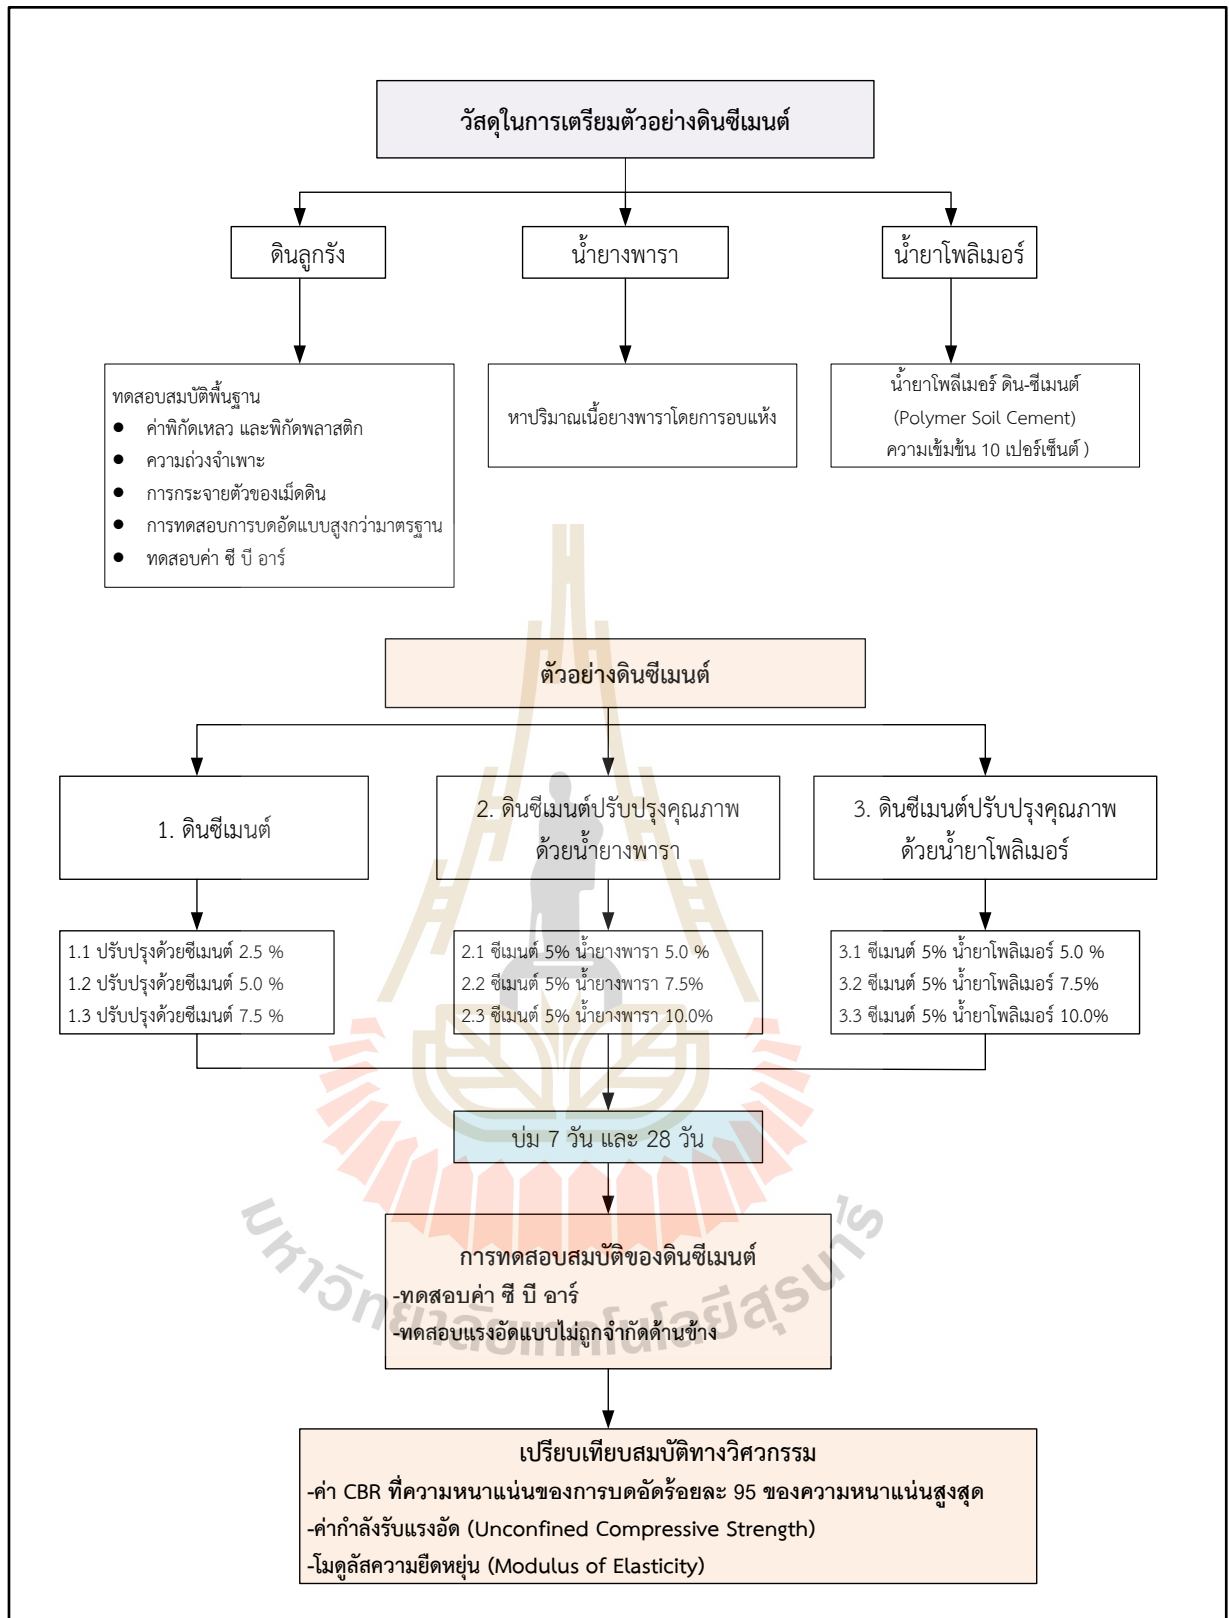 วัสดุในการเตรียมตัวอย่างดินซีเมนต์
ดินลูกรัง
น้ำยางพารา
น้ำยาโพลิเมอร์
ทดสอบสมบัติพื้นฐาน
● ค่าพิกัดเหลว และพิกัดพลาสติก
● ความถ่วงจำเพาะ
● การกระจายตัวของเม็ดดิน
● การทดสอบการบดอัดแบบสูงกว่ามาตรฐาน
● ทดสอบค่า ซี บี อาร์
หาปริมาณเนื้อยางพาราโดยการอบแห้ง
น้ำยาโพลีเมอร์ ดิน-ซีเมนต์
(Polymer Soil Cement)
ความเข้มข้น 10 เปอร์เซ็นต์ )
ตัวอย่างดินซีเมนต์
1. ดินซีเมนต์
2. ดินซีเมนต์ปรับปรุงคุณภาพ
ด้วยน้ำยางพารา
3. ดินซีเมนต์ปรับปรุงคุณภาพ
ด้วยน้ำยาโพลิเมอร์
1.1 ปรับปรุงด้วยซีเมนต์ 2.5 %
1.2 ปรับปรุงด้วยซีเมนต์ 5.0 %
1.3 ปรับปรุงด้วยซีเมนต์ 7.5 %
2.1 ซีเมนต์ 5% น้ำยางพารา 5.0 %
2.2 ซีเมนต์ 5% น้ำยางพารา 7.5%
2.3 ซีเมนต์ 5% น้ำยางพารา 10.0%
3.1 ซีเมนต์ 5% น้ำยาโพลิเมอร์ 5.0 %
3.2 ซีเมนต์ 5% น้ำยาโพลิเมอร์ 7.5%
3.3 ซีเมนต์ 5% น้ำยาโพลิเมอร์ 10.0%
บ่ม 7 วัน และ 28 วัน
การทดสอบสมบัติของดินซีเมนต์
-ทดสอบค่า ซี บี อาร์
-ทดสอบแรงอัดแบบไม่ถูกจำกัดด้านข้าง
มหาวิทยาลัยเทคโนโลยีสุรนารี
เปรียบเทียบสมบัติทางวิศวกรรม
-ค่า CBR ที่ความหนาแน่นของการบดอัดร้อยละ 95 ของความหนาแน่นสูงสุด
-ค่ากำลังรับแรงอัด (Unconfined Compressive Strength)
-โมดูลัสความยืดหยุ่น (Modulus of Elasticity)